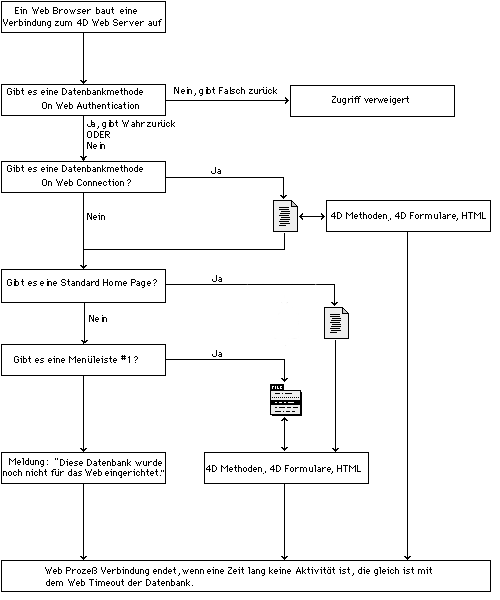 Ein Web Browser baut eine
Verbindung zum 4D Web Server auf
Gibt es eine Datenbankmethode
On Web Authentication
Nein, gibt Falsch zurück
Zugriff verweigert
Ja, gibt Wahr zurück
ODER
Nein
Gibt es eine Datenbankmethode
On Web Connection?
Ja
Nein
4D Methoden,, 4D Formulare, HTML
Gibt es eine Standard Home Page?
Ja
Nein
Gibt es eine Menüleiste #1?
Ja
FILE
Meldung: "Diese Datenbank wurde
noch nicht für das Web eingerichtet."
4D Methoden,, 4D Formulare, HTML
Web Prozeß Verbindung endet, wenn eine Zeit lang keine Aktivität ist, die gleich ist mit
dem Web Timeout der Datenbank.